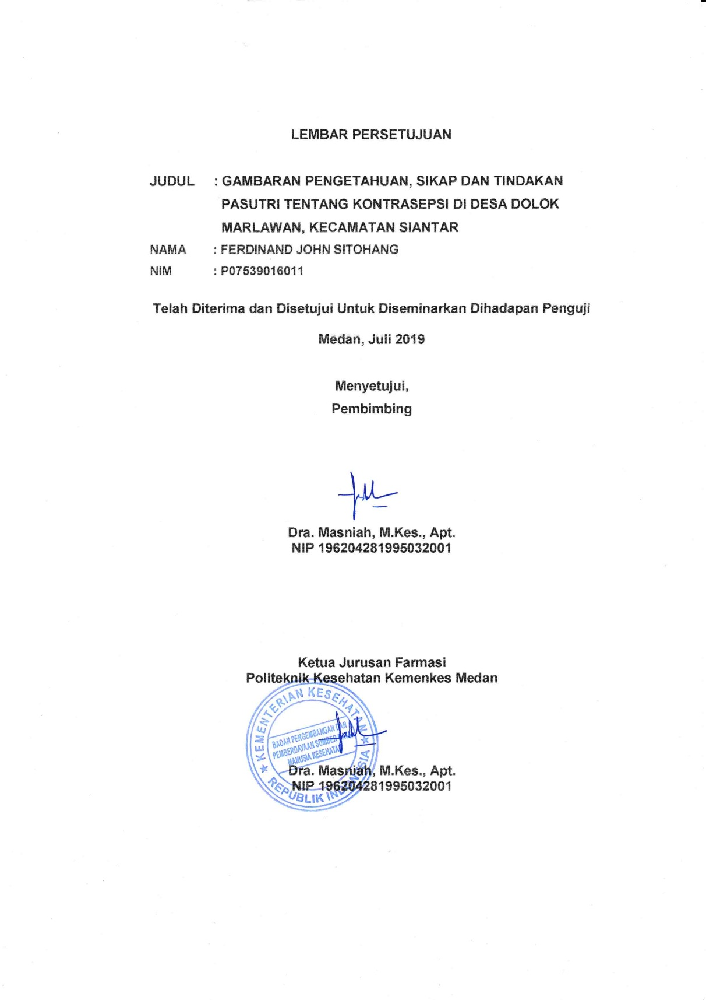 LEMBAR PERSETUJUAN
JUDUL : GAMBARAN PENGETAHUAN, SIKAP DAN TINDAKAN
PASUTRI TENTANG KONTRASEPSI DI DESA DOLOK
MARLAWAN, KECAMATAN SIANTAR
NAMA : FERDINAND JOHN SITOHANG
NIM : P07539016011
Telah Diterima dan Disetujui Untuk Diseminarkan Dihadapan Penguji
Medan, Juli 2019
Menyetujui,
Pembimbing
Dra. Masniah, M.Kes., Apt.
NIP 196204281995032001
Ketua Jurusan Farmasi
Politeknik Kesehatan Kemenkes Medan
KEMENTERIAN KESEHATAN
BADAN PENGEMBANGAN DAN
PEMBERDAYAAN SUMBER
MANUSIA KESEHATAN
REPUBLIK INDONESIA
Dra. Masniah, M.Kes., Apt.
NIP 196204281995032001